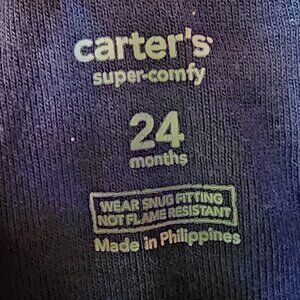 carter's
super-comfy
24
months
WEAR SNUG FITTING
NOT FLAME RESISTANT
Made in Philippines